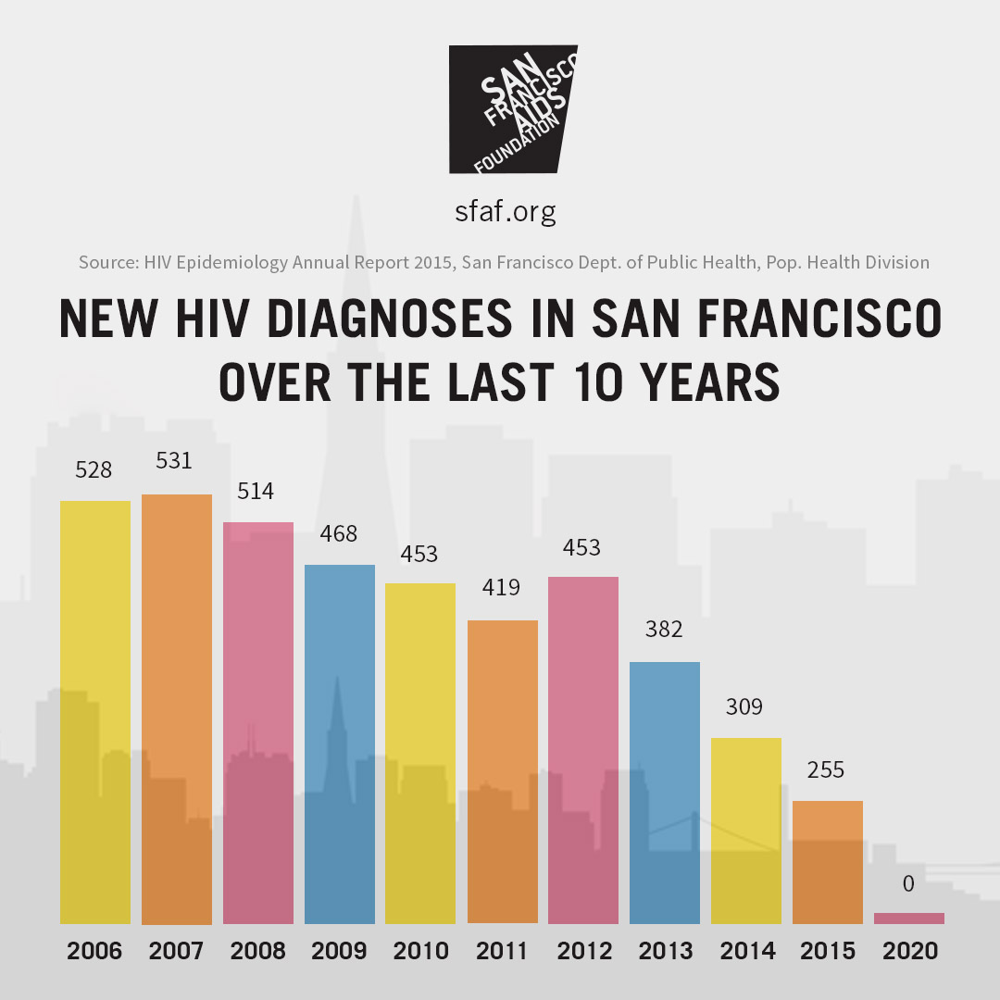 SAN
FRANCISCO
AIDS
FOUNDATION
sfaf.org
Source: HIV Epidemiology Annual Report 2015, San Francisco Dept. of Public Health, Pop. Health Division
NEW HIV DIAGNOSES IN SAN FRANCISCO
OVER THE LAST 10 YEARS
528
531
514
468
453
419
453
382
309
255
0
2006 2007 2008 2009 2010 2011 2012 2013 2014 2015 2020